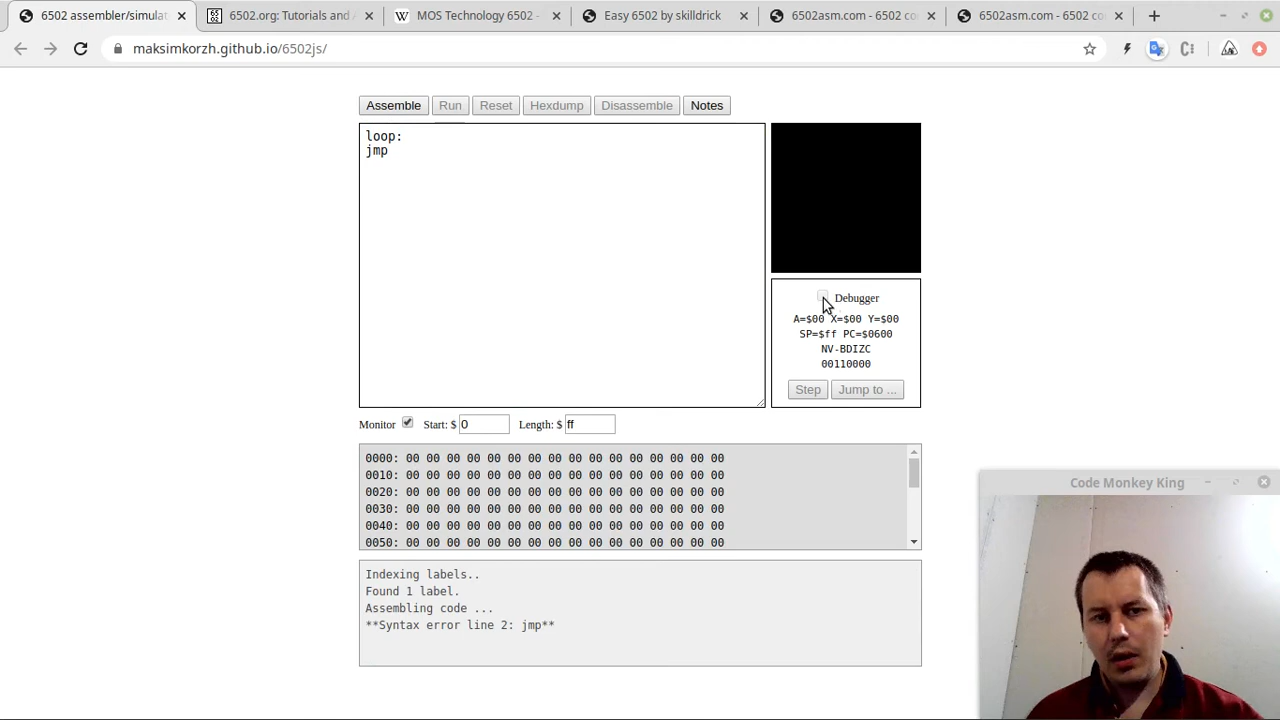 6502 assembler/simulat
6502.org: Tutorials and A
MOS Technology 6502 -
Easy 6502 by skilldrick
6502asm.com - 6502 co
6502asm.com - 6502 co
maksimkorzh.github.io/6502js/
Assemble Run Reset Hexdump Disassemble Notes
loop:
jmp
Debugger
A=$00 X=$00 Y=$00
SP=$ff PC=$0600
NV-BDIZC
00110000
Step Jump to ...
Monitor Start: $ 0 Length: $ ff
0000: 00 00 00 00 00 00 00 00 00 00 00 00 00 00 00 00
0010: 00 00 00 00 00 00 00 00 00 00 00 00 00 00 00 00
0020: 00 00 00 00 00 00 00 00 00 00 00 00 00 00 00 00
0030: 00 00 00 00 00 00 00 00 00 00 00 00 00 00 00 00
0040: 00 00 00 00 00 00 00 00 00 00 00 00 00 00 00 00
0050: 00 00 00 00 00 00 00 00 00 00 00 00 00 00 00 00
Code Monkey King
Indexing labels..
Found 1 label.
Assembling code ...
**Syntax error line 2: jmp**